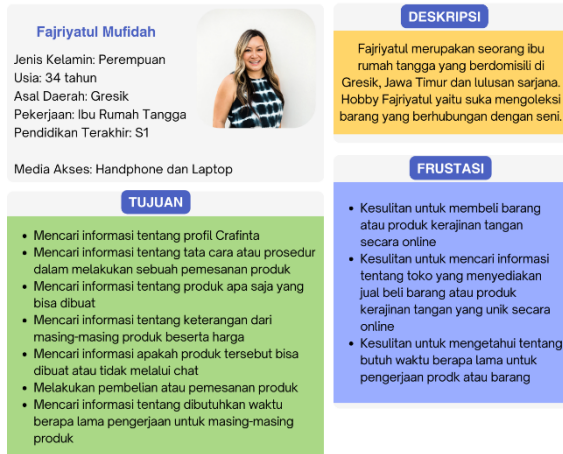 Fajriyatul Mufidah
Jenis Kelamin: Perempuan
Usia: 34 tahun
Asal Daerah: Gresik
Pekerjaan: Ibu Rumah Tangga
Pendidikan Terakhir: S1
Media Akses: Handphone dan Laptop
DESKRIPSI
Fajriyatul merupakan seorang ibu
rumah tangga yang berdomisili di
Gresik, Jawa Timur dan lulusan sarjana.
Hobby Fajriyatul yaitu suka mengoleksi
barang yang berhubungan dengan seni.
TUJUAN
• Mencari informasi tentang profil Crafinta
• Mencari informasi tentang tata cara atau prosedur
dalam melakukan sebuah pemesanan produk
• Mencari informasi tentang produk apa saja yang
bisa dibuat
• Mencari informasi tentang keterangan dari
masing-masing produk beserta harga
• Mencari informasi apakah produk tersebut bisa
dibuat atau tidak melalui chat
• Melakukan pembelian atau pemesanan produk
• Mencari informasi tentang dibutuhkan waktu
berapa lama pengerjaan untuk masing-masing
produk
FRUSTASI
• Kesulitan untuk membeli barang
atau produk kerajinan tangan
secara online
• Kesulitan untuk mencari informasi
tentang toko yang menyediakan
jual beli barang atau produk
kerajinan tangan yang unik secara
online
• Kesulitan untuk mengetahui tentang
butuh waktu berapa lama untuk
pengerjaan prodk atau barang